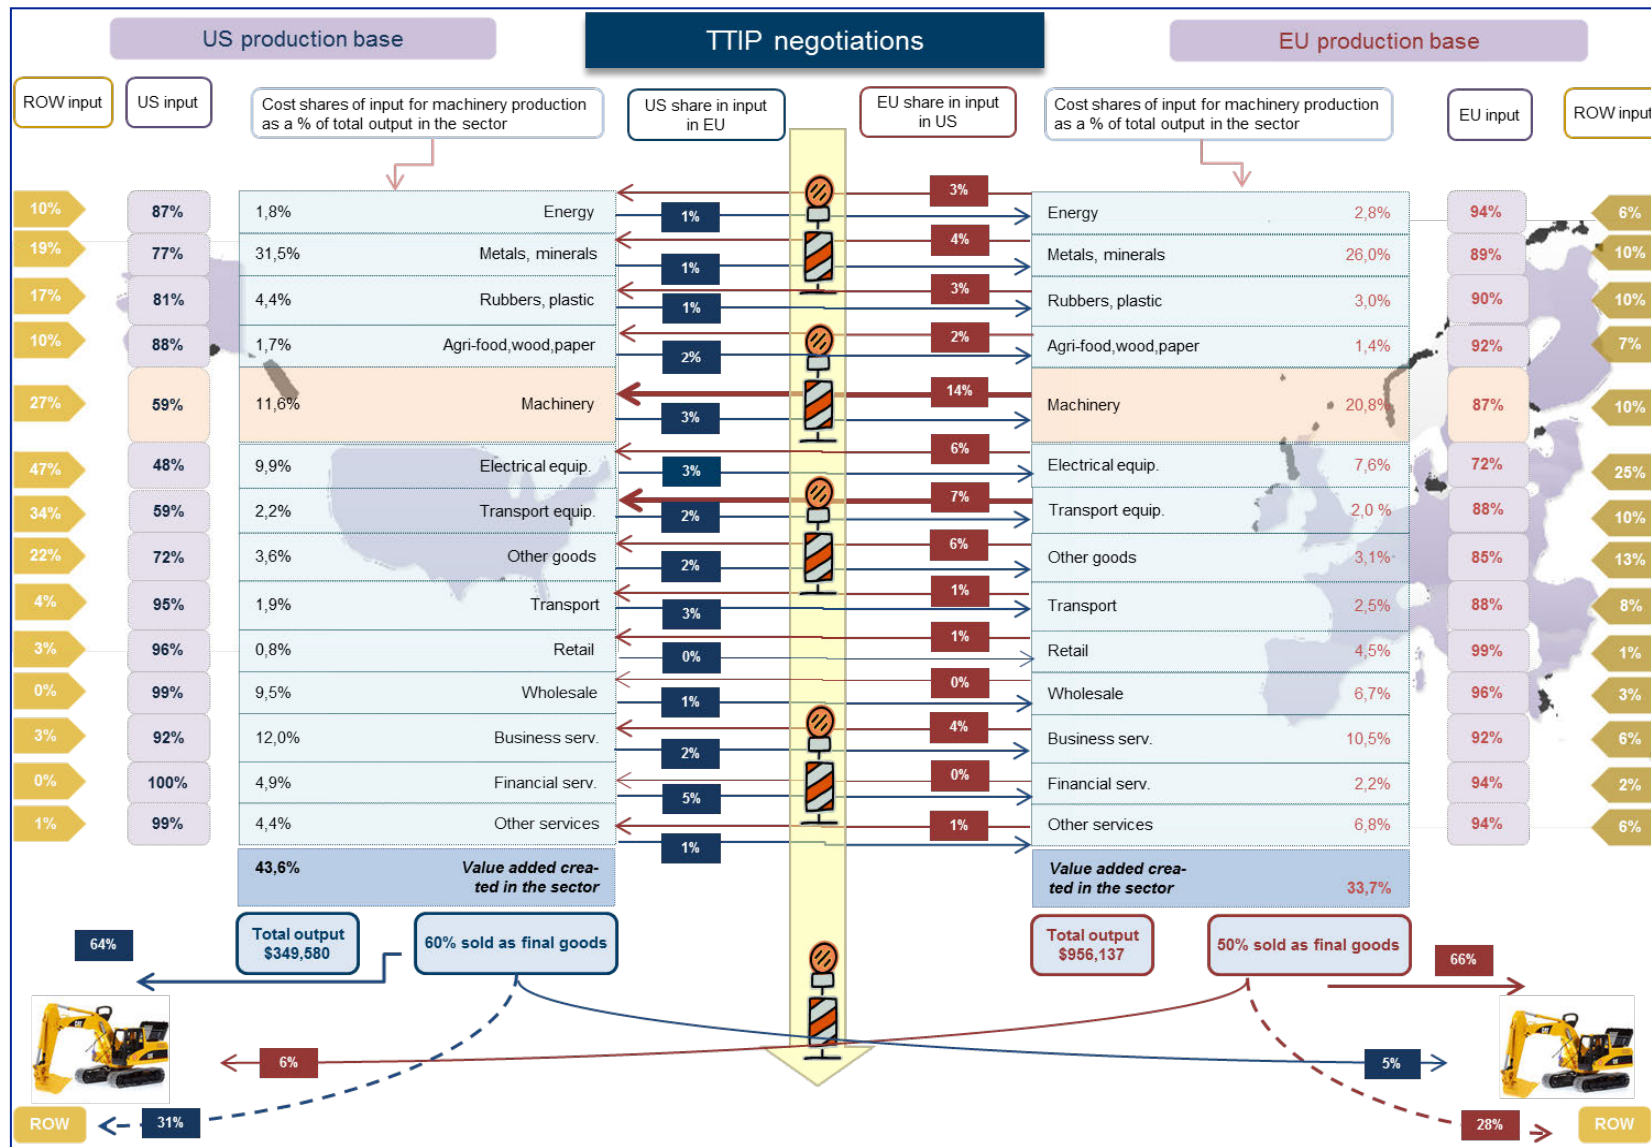 US production base
TTIP negotiations
EU production base
ROW input
US input
Cost shares of input for machinery production
as a % of total output in the sector
US share in input
in EU
EU share in input
in US
Cost shares of input for machinery production
as a % of total output in the sector
EU input
ROW input
10% 87% 1,8% Energy 1% 3% Energy 2,8% 94% 6%
19% 77% 31,5% Metals, minerals 1% 4% Metals, minerals 26,0% 89% 10%
17% 81% 4,4% Rubbers, plastic 1% 3% Rubbers, plastic 3,0% 90% 10%
10% 88% 1,7% Agri-food,wood,paper 2% 2% Agri-food,wood,paper 1,4% 92% 7%
27% 59% 11,6% Machinery 3% 14% Machinery 20,8% 87% 10%
47% 48% 9,9% Electrical equip. 3% 6% Electrical equip. 7,6% 72% 25%
34% 59% 2,2% Transport equip. 2% 7% Transport equip. 2,0 % 88% 10%
22% 72% 3,6% Other goods 2% 6% Other goods 3,1% 85% 13%
4% 95% 1,9% Transport 3% 1% Transport 2,5% 88% 8%
3% 96% 0,8% Retail 0% 1% Retail 4,5% 99% 1%
0% 99% 9,5% Wholesale 1% 0% Wholesale 6,7% 96% 3%
3% 92% 12,0% Business serv. 2% 4% Business serv. 10,5% 92% 6%
0% 100% 4,9% Financial serv. 5% 0% Financial serv. 2,2% 94% 2%
1% 99% 4,4% Other services 1% 1% Other services 6,8% 94% 6%
43,6% Value added crea-
ted in the sector
Value added crea-
ted in the sector 33,7%
64%
Total output
$349,580
60% sold as final goods
Total output
$956,137
50% sold as final goods
66%
6%
5%
ROW
31%
28%
ROW